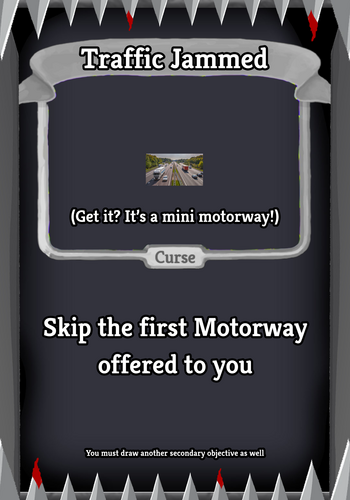 Traffic Jammed
(Get it? It's a mini motorway!)
Curse
Skip the first Motorway
offered to you
You must draw another secondary objective as well